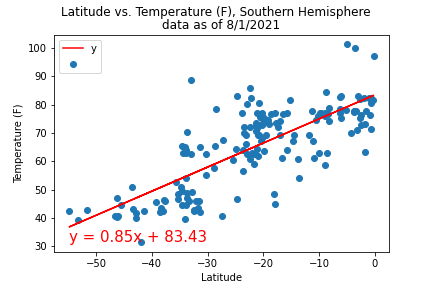 Latitude vs. Temperature (F), Southern Hemisphere
data as of 8/1/2021
y
100
90
80
70
60
50
40
30
Temperature (F)
y = 0.85x + 83.43
−50
−40
−30
−20
−10
0
Latitude